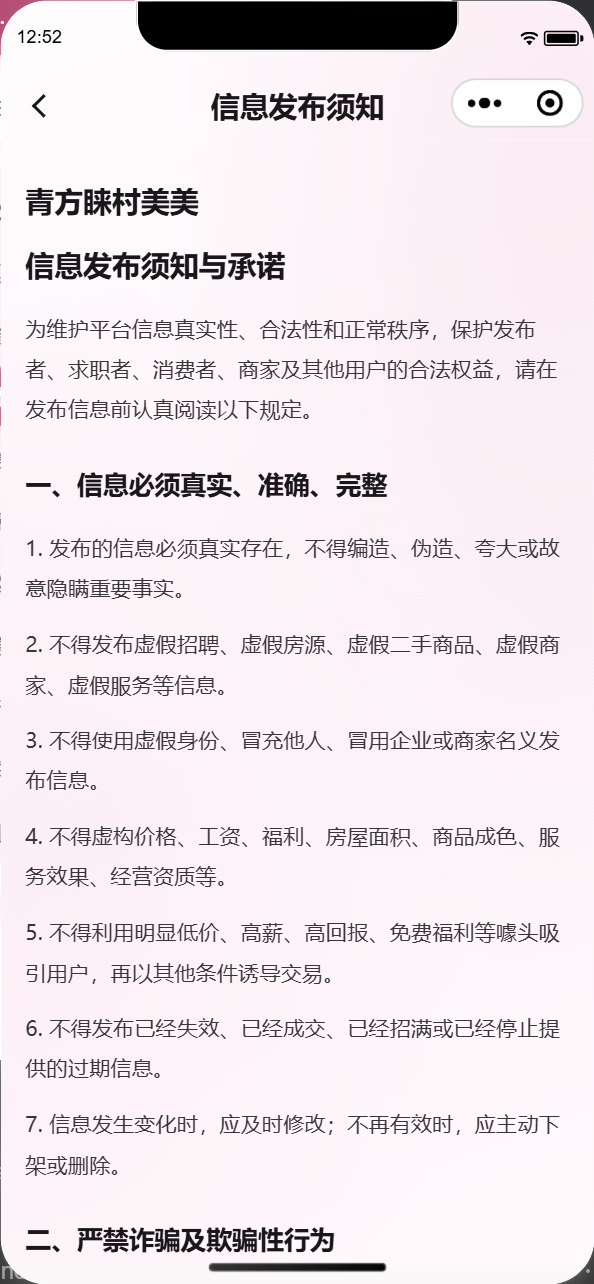 12:52
信息发布须知
青方睐村美美
信息发布须知与承诺
为维护平台信息真实性、合法性和正常秩序，保护发布
者、求职者、消费者、商家及其他用户的合法权益，请在
发布信息前认真阅读以下规定。
一、信息必须真实、准确、完整
1. 发布的信息必须真实存在，不得编造、伪造、夸大或故
意隐瞒重要事实。
2. 不得发布虚假招聘、虚假房源、虚假二手商品、虚假商
家、虚假服务等信息。
3. 不得使用虚假身份、冒充他人、冒用企业或商家名义发
布信息。
4. 不得虚构价格、工资、福利、房屋面积、商品成色、服
务效果、经营资质等。
5. 不得利用明显低价、高薪、高回报、免费福利等噱头吸
引用户，再以其他条件诱导交易。
6. 不得发布已经失效、已经成交、已经招满或已经停止提
供的过期信息。
7. 信息发生变化时，应及时修改；不再有效时，应主动下
架或删除。
二、严禁诈骗及欺骗性行为